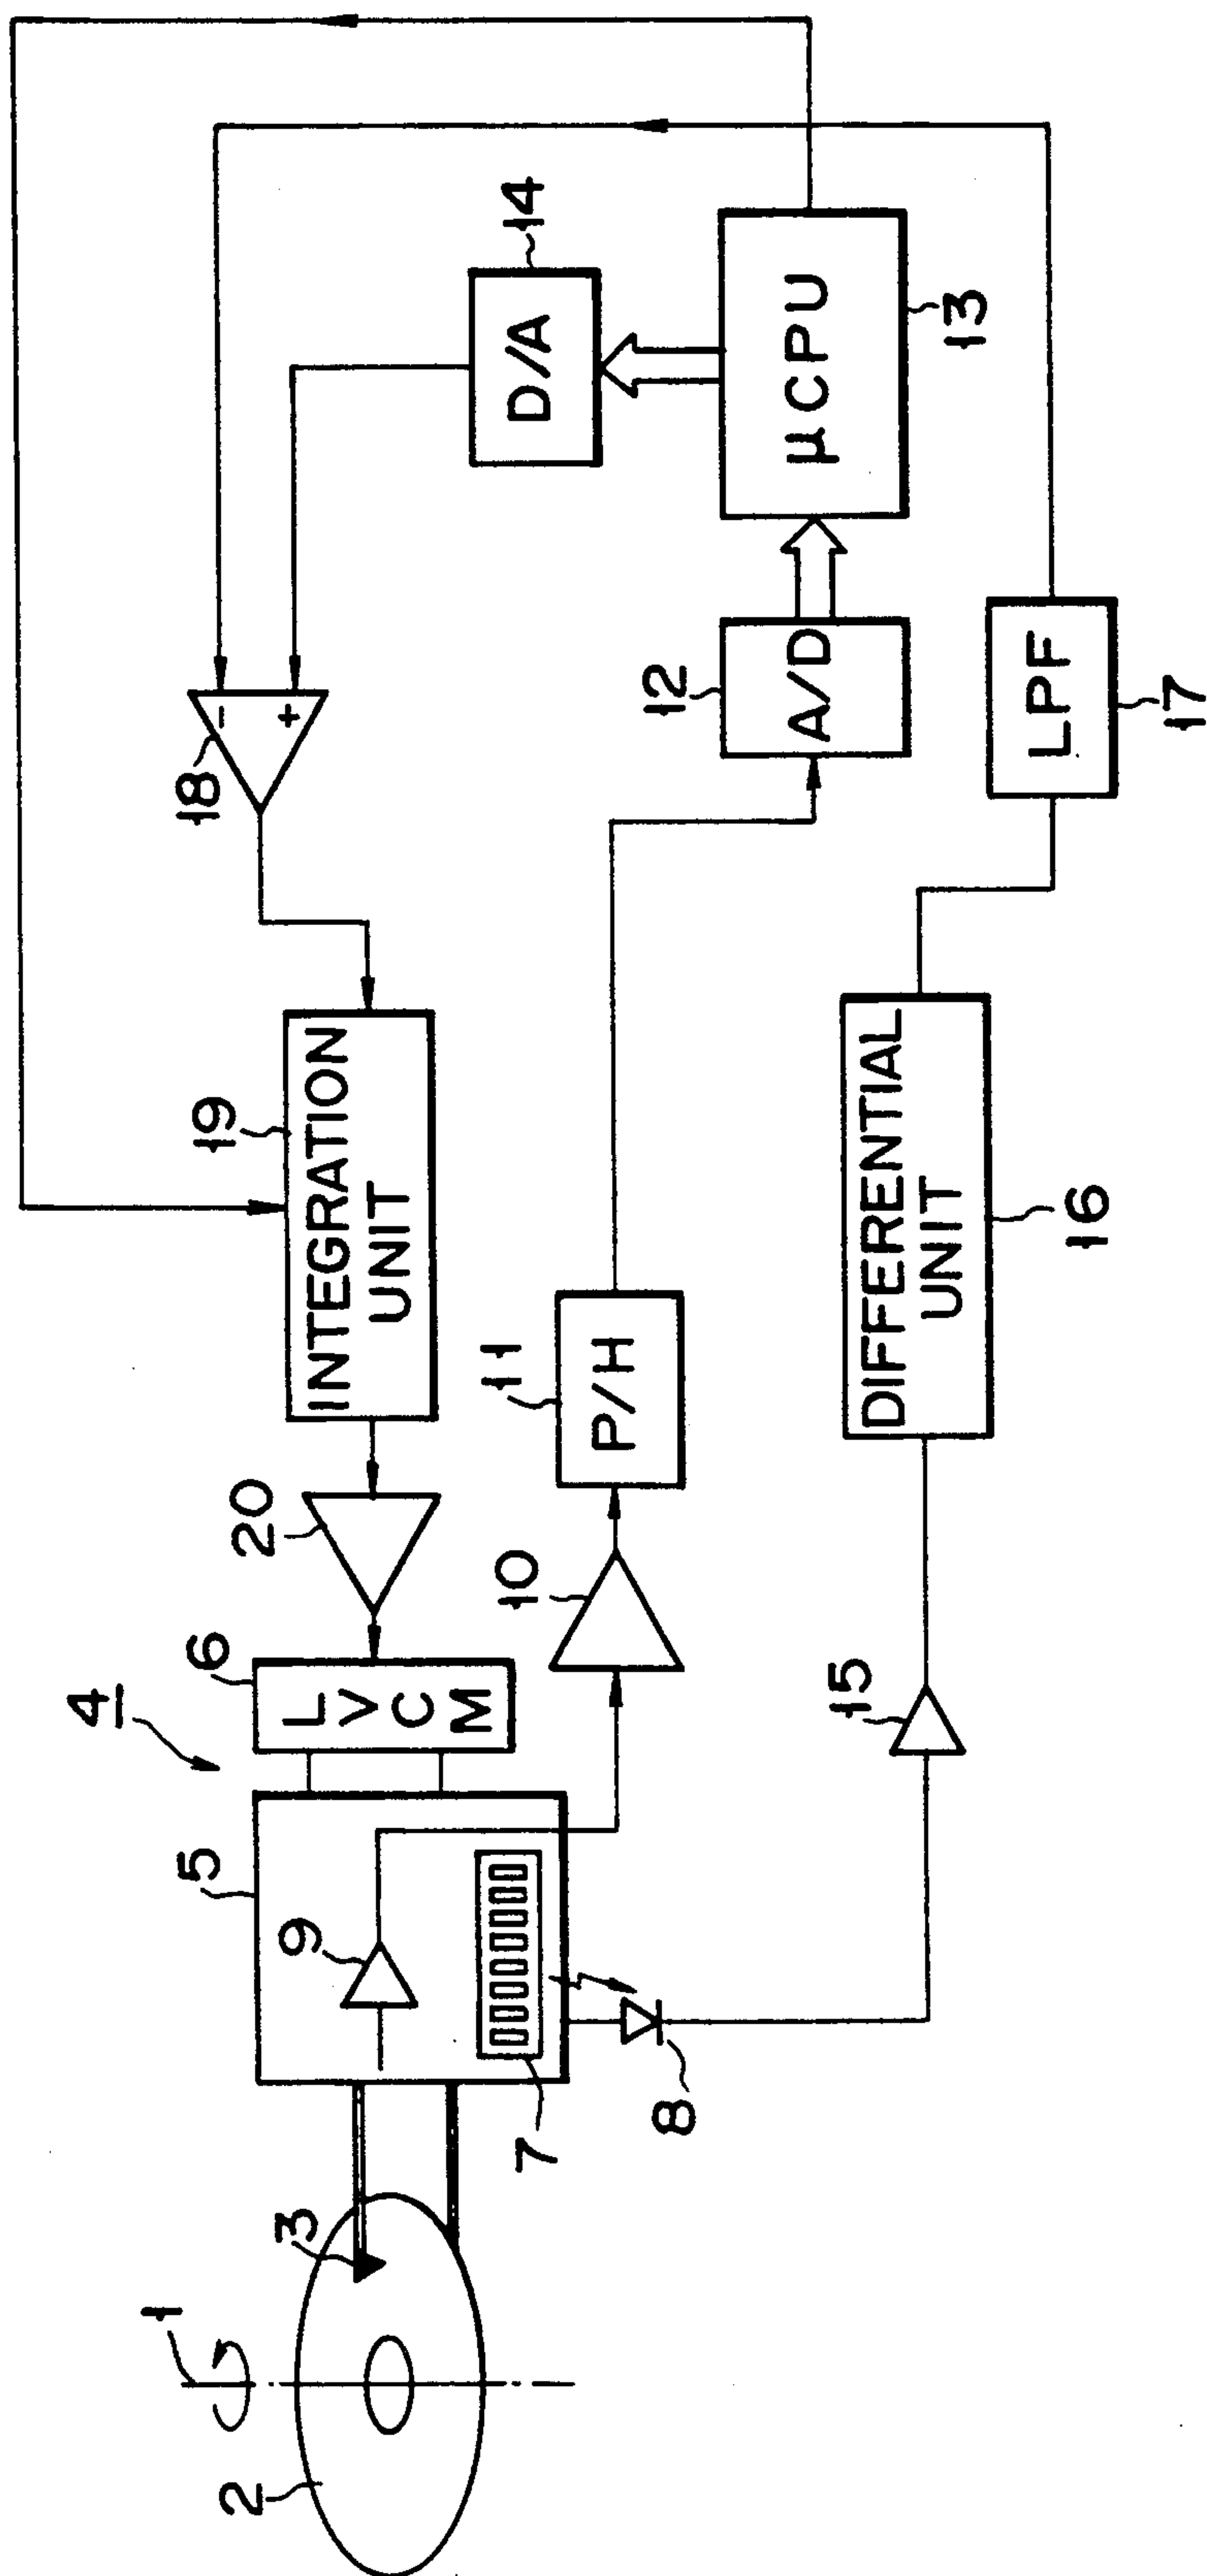 1
2
3
4
5
6
L
V
C
M
7
8
9
10
20
11
P/H
15
19
INTEGRATION
UNIT
DIFFERENTIAL
UNIT
16
18
-
+
12
A/D
LPF
17
14
D/A
μCPU
13